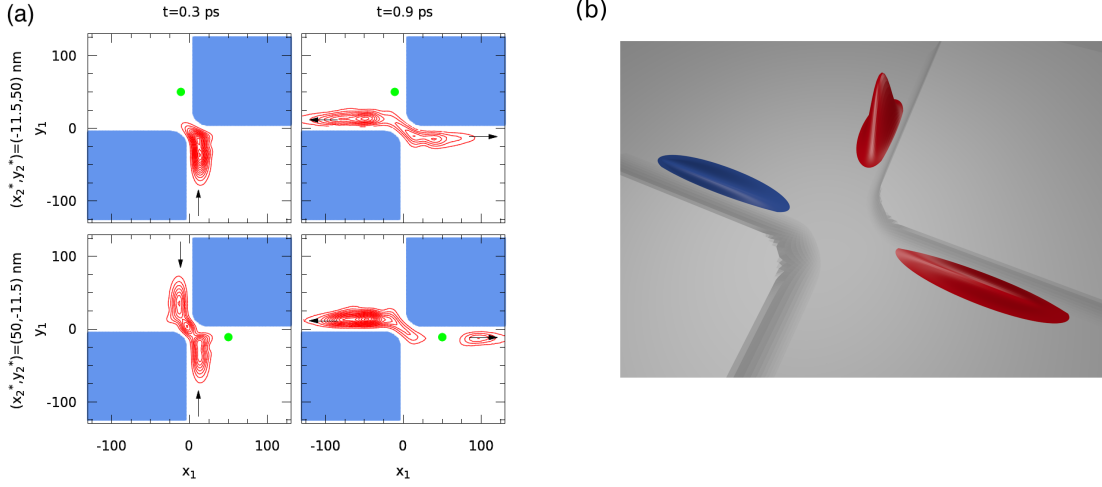 (a)
t=0.3 ps
t=0.9 ps
(b)
(x₂*,y₂*)=(-11.5,50) nm
y₁
100
0
-100
(x₂*,y₂*)=(50,-11.5) nm
y₁
100
0
-100
-100
0
100
-100
0
100
x₁
x₁